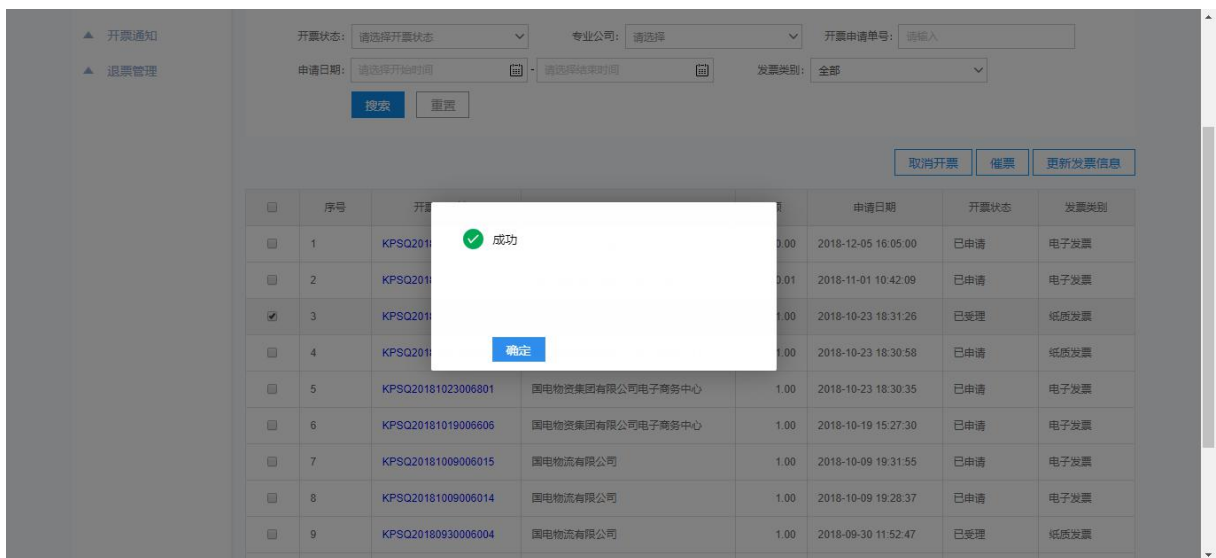 开票通知
退票管理
开票状态： 请选择开票状态 专业公司： 请选择 开票申请单号： 请输入
申请日期： 请选择开始时间 - 请选择结束时间 发票类别： 全部
搜索 重置
取消开票 催票 更新发票信息
序号 申请日期 开票状态 发票类别
1 KPSQ201 0.00 2018-12-05 16:05:00 已申请 电子发票
2 KPSQ201 0.01 2018-11-01 10:42:09 已申请 电子发票
3 KPSQ201 1.00 2018-10-23 18:31:26 已受理 纸质发票
4 KPSQ201 1.00 2018-10-23 18:30:58 已申请 纸质发票
5 KPSQ20181023006801 国电物资集团有限公司电子商务中心 1.00 2018-10-23 18:30:35 已申请 电子发票
6 KPSQ20181019006606 国电物资集团有限公司电子商务中心 1.00 2018-10-19 15:27:30 已申请 电子发票
7 KPSQ20181009006015 国电物流有限公司 1.00 2018-10-09 19:31:55 已申请 电子发票
8 KPSQ20181009006014 国电物流有限公司 1.00 2018-10-09 19:28:37 已申请 电子发票
9 KPSQ20180930006004 国电物流有限公司 1.00 2018-09-30 11:52:47 已受理 纸质发票
成功
确定